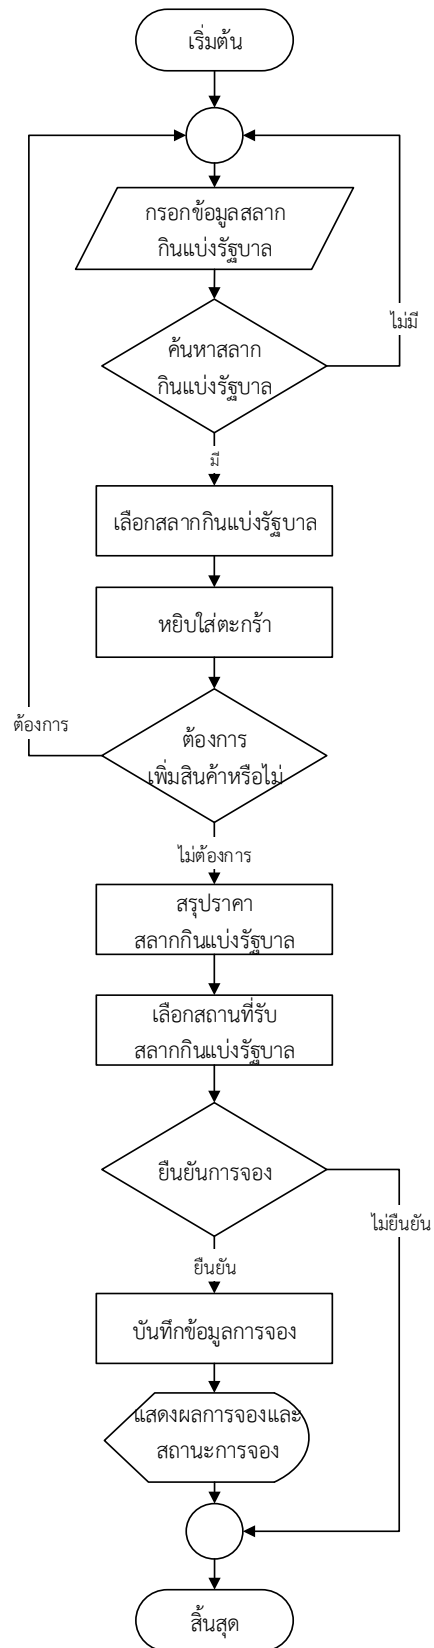 เริ่มต้น
กรอกข้อมูลสลาก
กินแบ่งรัฐบาล
ไม่มี
ค้นหาสลาก
กินแบ่งรัฐบาล
มี
เลือกสลากกินแบ่งรัฐบาล
หยิบใส่ตะกร้า
ต้องการ
ต้องการ
เพิ่มสินค้าหรือไม่
ไม่ต้องการ
สรุปราคา
สลากกินแบ่งรัฐบาล
เลือกสถานที่รับ
สลากกินแบ่งรัฐบาล
ยืนยันการจอง
ไม่ยืนยัน
ยืนยัน
บันทึกข้อมูลการจอง
แสดงผลการจองและ
สถานะการจอง
สิ้นสุด